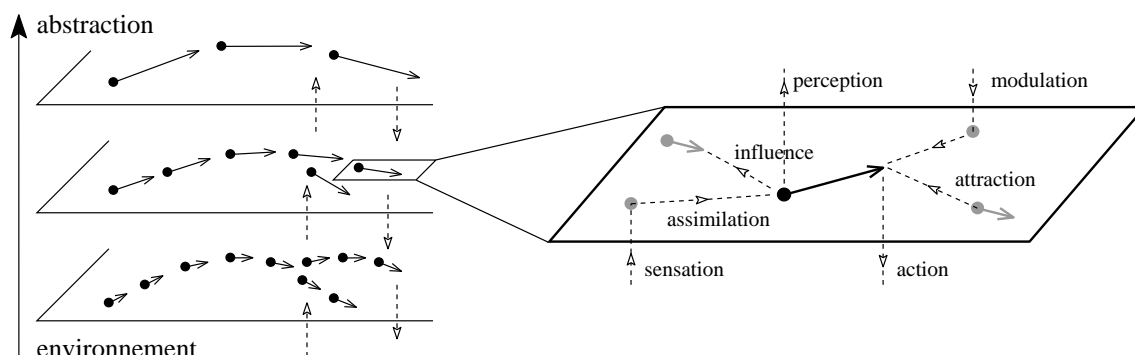 abstraction
perception
modulation
influence
attraction
assimilation
sensation
action
environnement